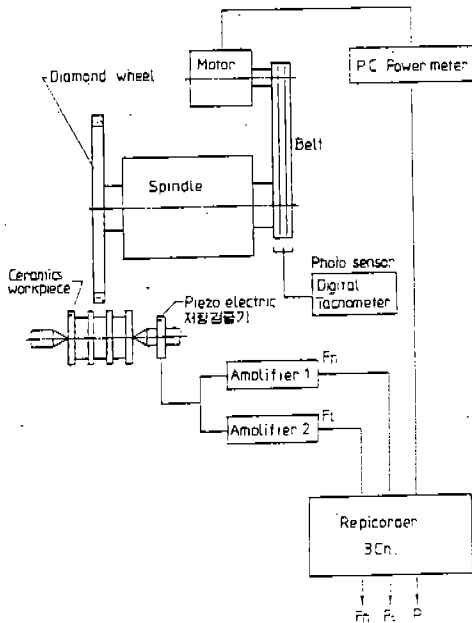 Motor
P.C Power meter
Diamond wheel
Belt
Spindle
Photo sensor
Digital
Tachometer
Ceramics
workpiece
Piezo electric
저항검출기
Fn
Amplifier 1
Ft
Amplifier 2
Repicorder
3Cn.
Fn Ft P